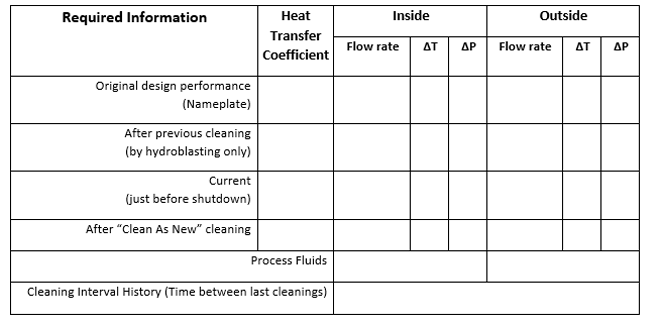 Required Information
Heat
Transfer
Coefficient
Inside
Outside
Flow rate
ΔT
ΔP
Flow rate
ΔT
ΔP
Original design performance
(Nameplate)
After previous cleaning
(by hydroblasting only)
Current
(just before shutdown)
After “Clean As New” cleaning
Process Fluids
Cleaning Interval History (Time between last cleanings)